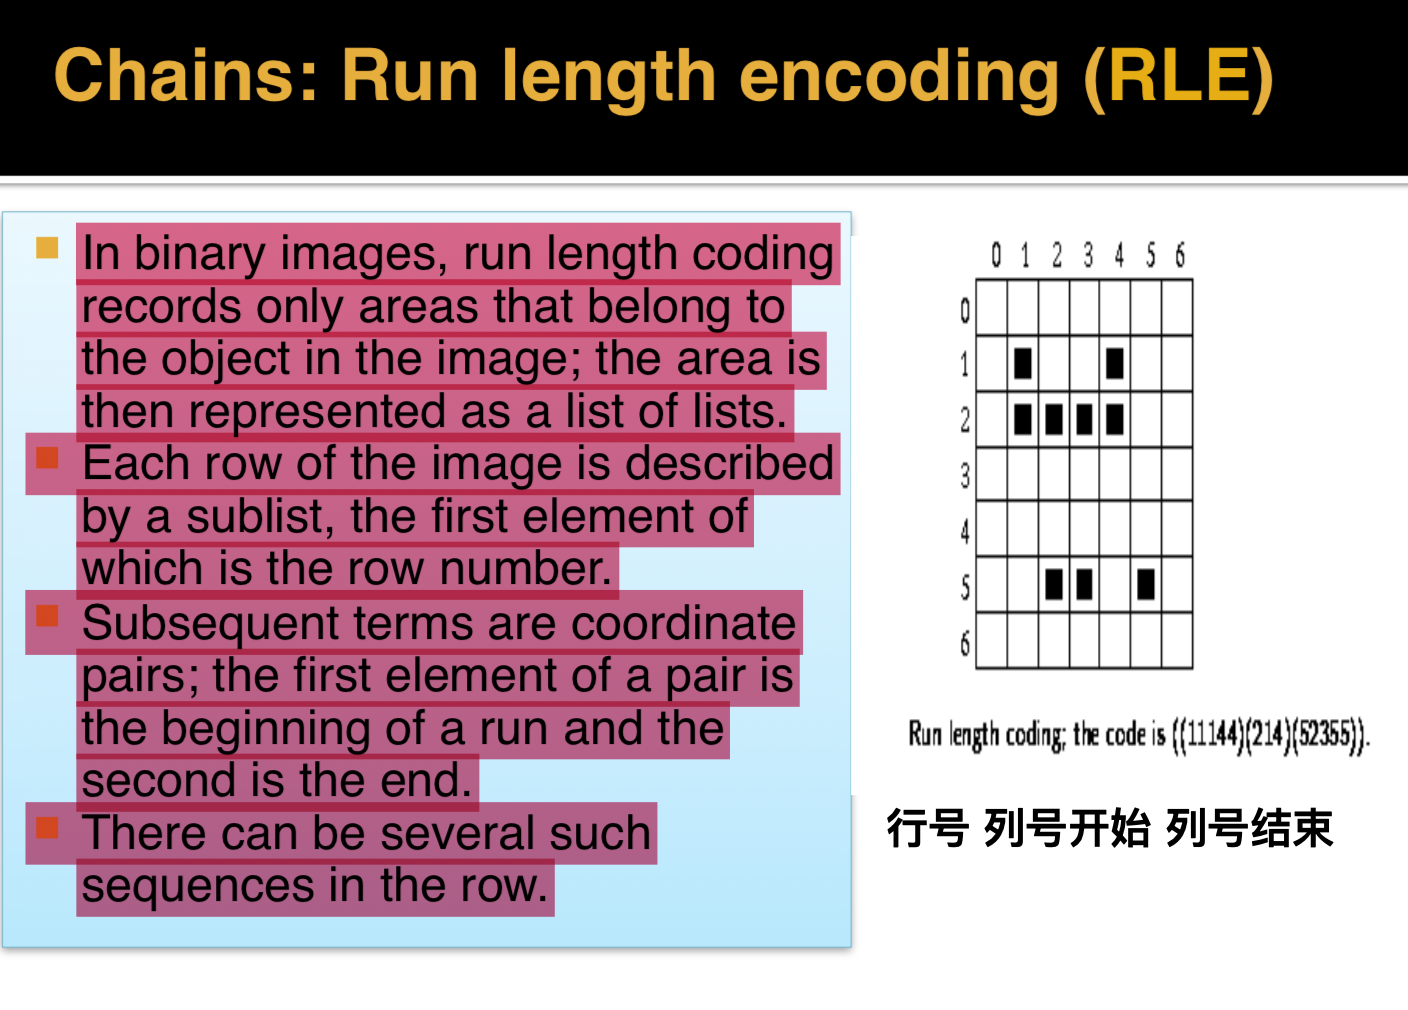 Chains: Run length encoding (RLE)
In binary images, run length coding
records only areas that belong to
the object in the image; the area is
then represented as a list of lists.
Each row of the image is described
by a sublist, the first element of
which is the row number.
Subsequent terms are coordinate
pairs; the first element of a pair is
the beginning of a run and the
second is the end.
There can be several such
sequences in the row.
0 1 2 3 4 5 6
0
1
2
3
4
5
6
Run length coding; the code is ((11144)(214)(52355)).
行号 列号开始 列号结束